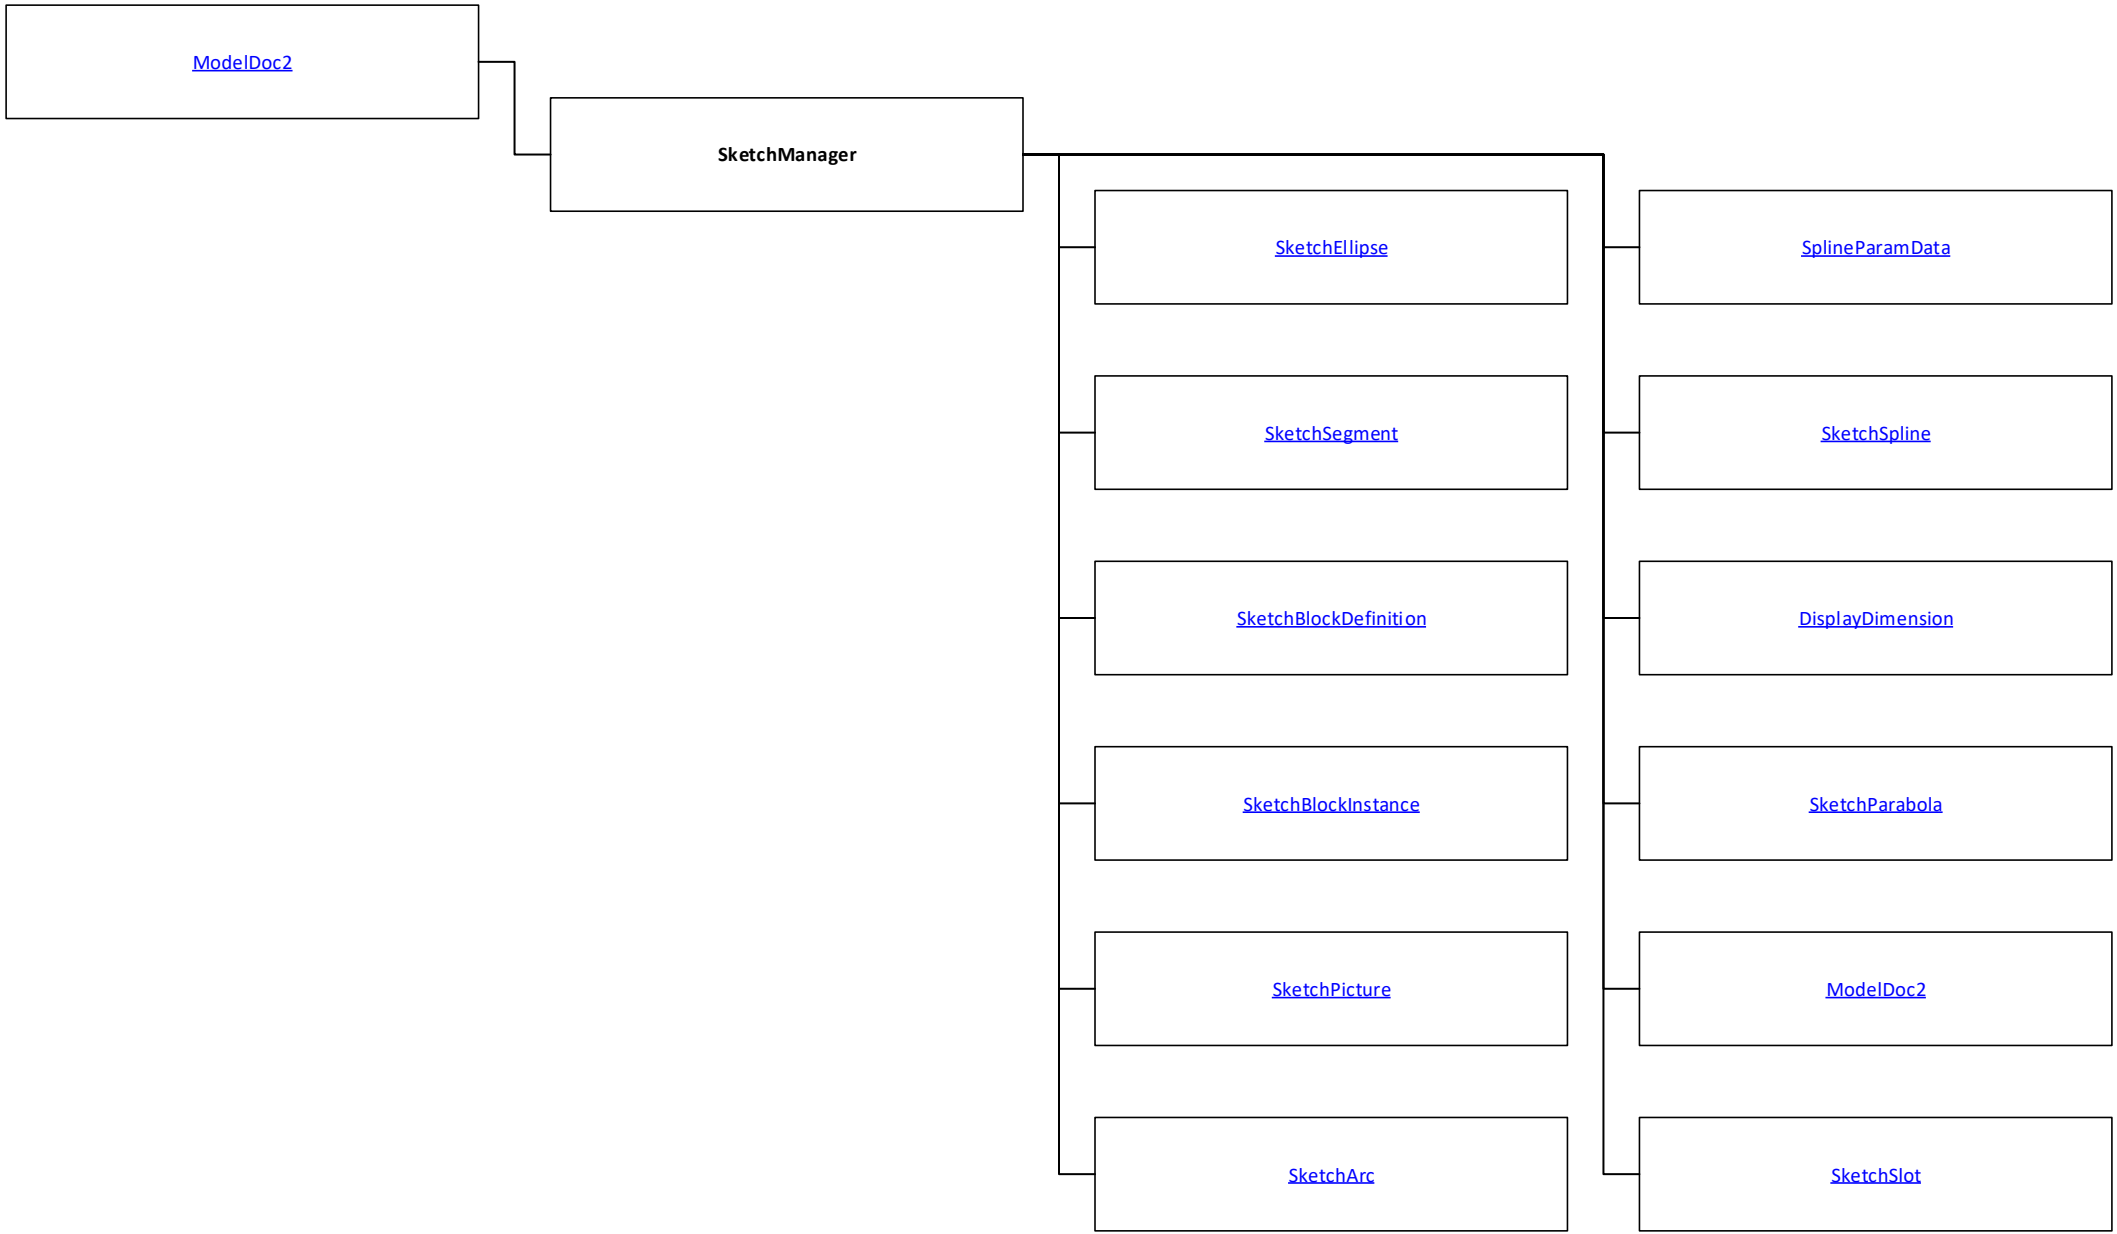 ModelDoc2
SketchManager
SketchEllipse
SplineParamData
SketchSegment
SketchSpline
SketchBlockDefinition
DisplayDimension
SketchBlockInstance
SketchParabola
SketchPicture
ModelDoc2
SketchArc
SketchSlot